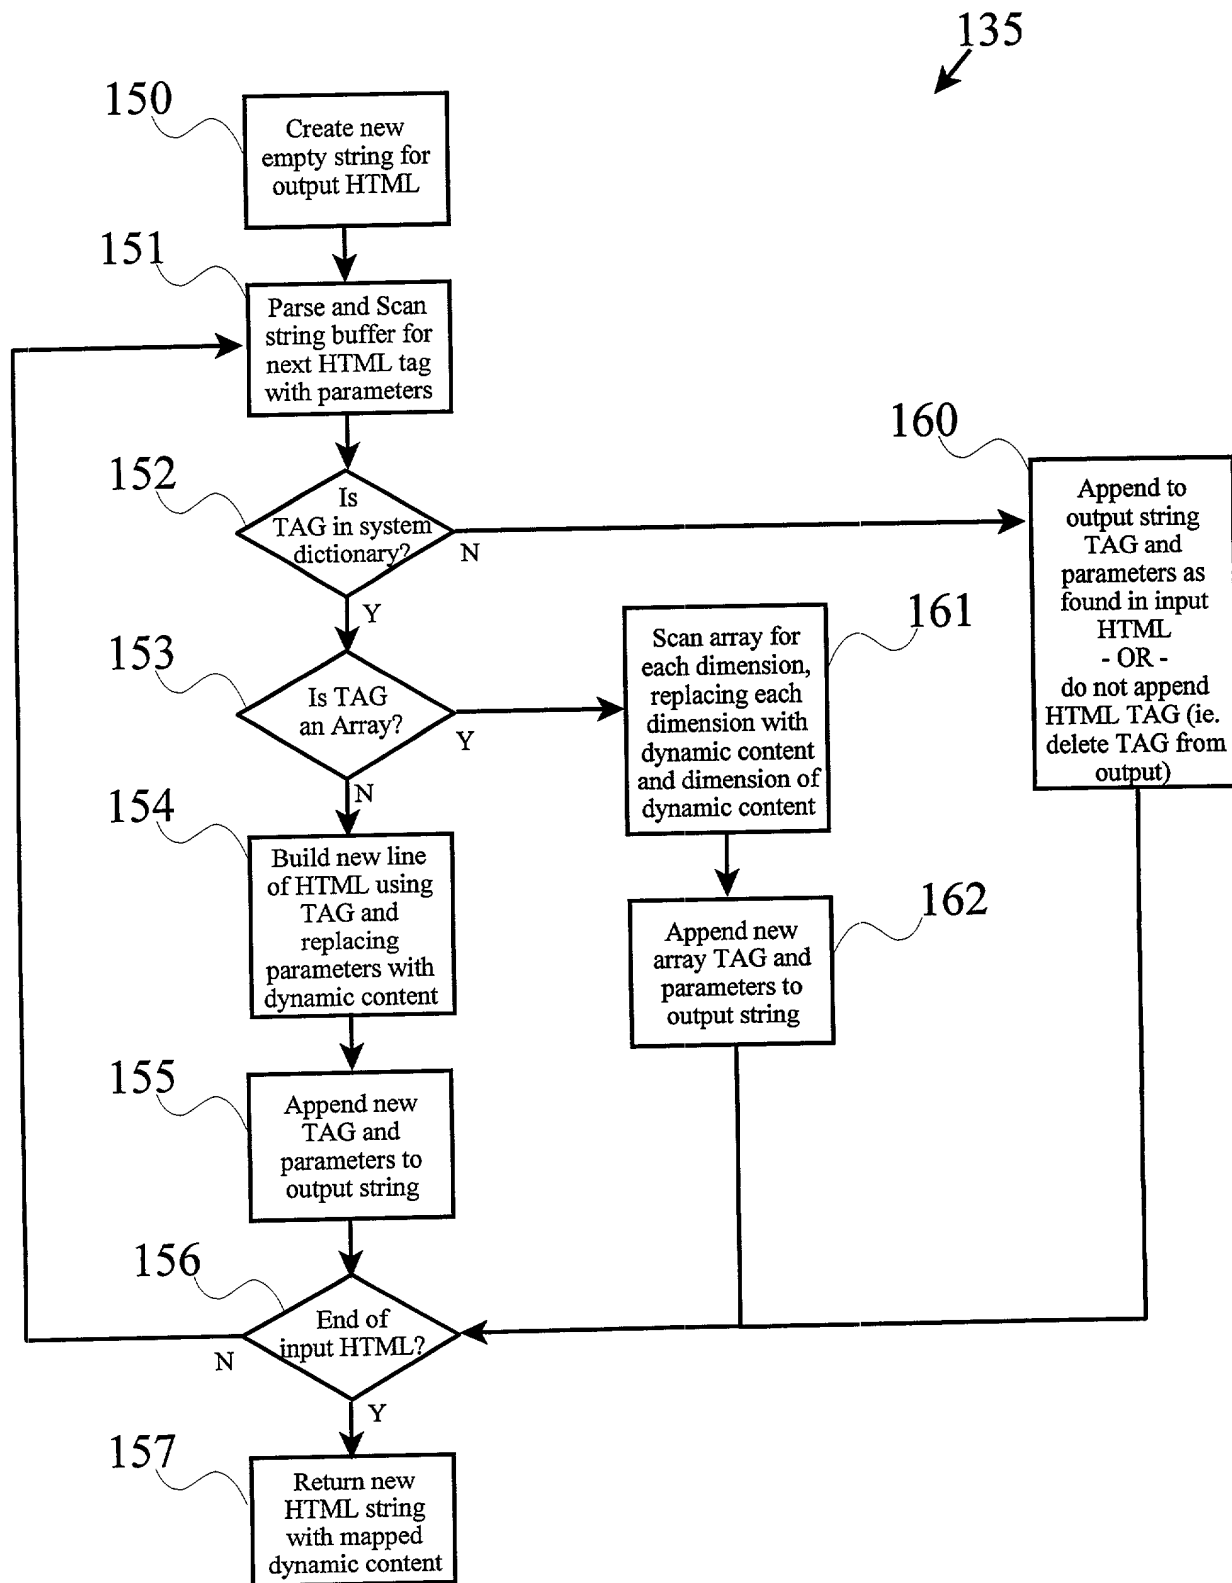 135
150
Create new
empty string for
output HTML
151
Parse and Scan
string buffer for
next HTML tag
with parameters
152
Is
TAG in system
dictionary?
N
Y
160
Append to
output string
TAG and
parameters as
found in input
HTML
- OR -
do not append
HTML TAG (ie.
delete TAG from
output)
153
Is TAG
an Array?
Y
N
161
Scan array for
each dimension,
replacing each
dimension with
dynamic content
and dimension of
dynamic content
154
Build new line
of HTML using
TAG and
replacing
parameters with
dynamic content
162
Append new
array TAG and
parameters to
output string
155
Append new
TAG and
parameters to
output string
156
End of
input HTML?
N
Y
157
Return new
HTML string
with mapped
dynamic content